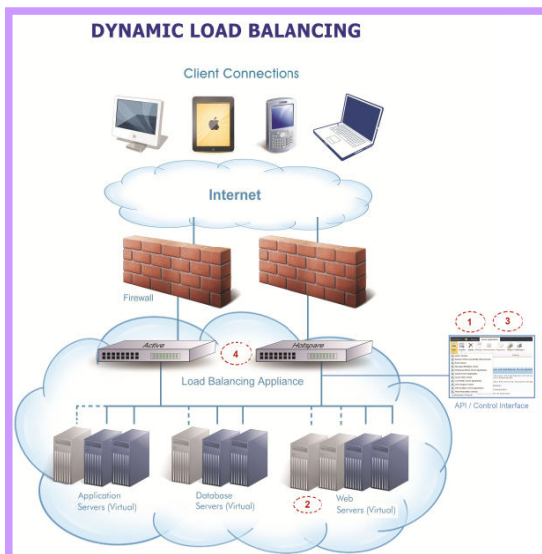 DYNAMIC LOAD BALANCING
Client Connections
Internet
Firewall
Active
Hotspare
1
3
4
Load Balancing Appliance
API / Control Interface
2
Application
Servers (Virtual)
Database
Servers (Virtual)
Web
Servers (Virtual)